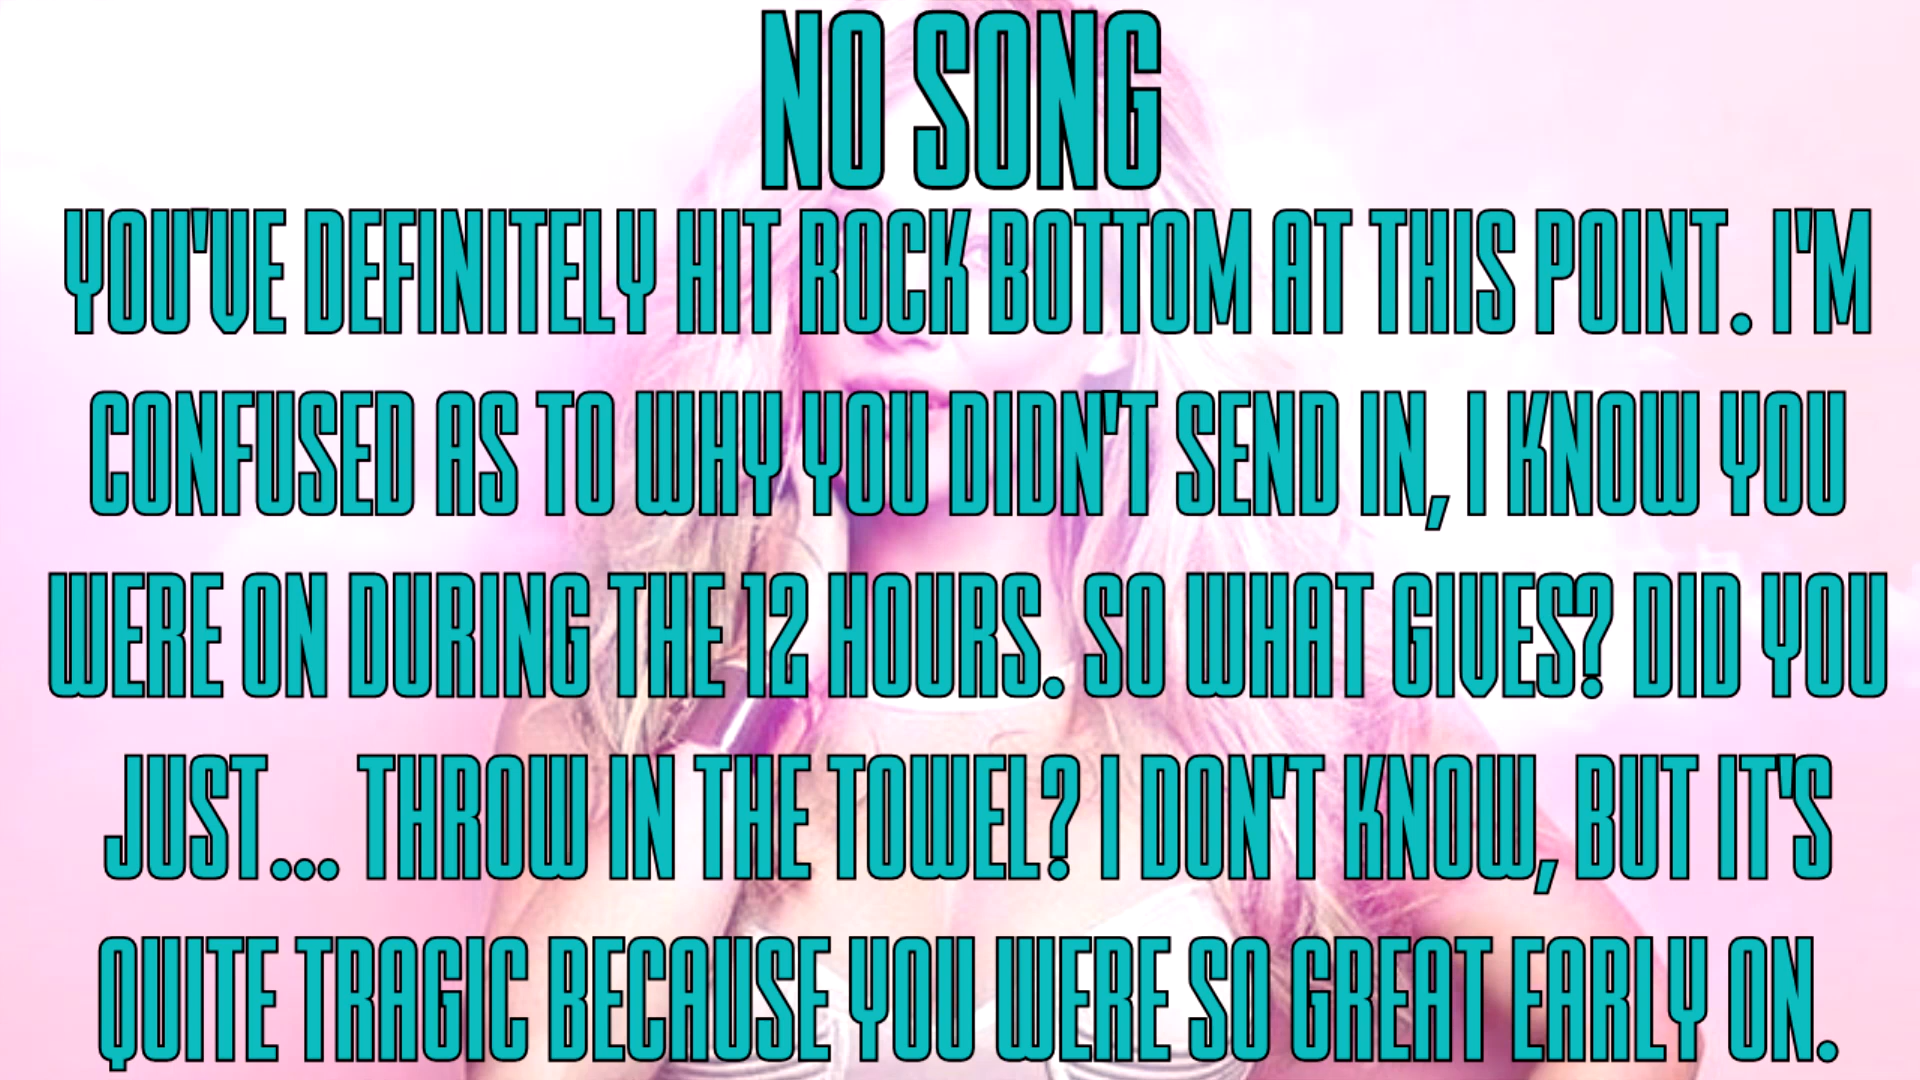 NO SONG
YOU'VE DEFINITELY HIT ROCK BOTTOM AT THIS POINT. I'M
CONFUSED AS TO WHY YOU DIDN'T SEND IN, I KNOW YOU
WERE ON DURING THE 12 HOURS. SO WHAT GIVES? DID YOU
JUST... THROW IN THE TOWEL? I DON'T KNOW, BUT IT'S
QUITE TRAGIC BECAUSE YOU WERE SO GREAT EARLY ON.